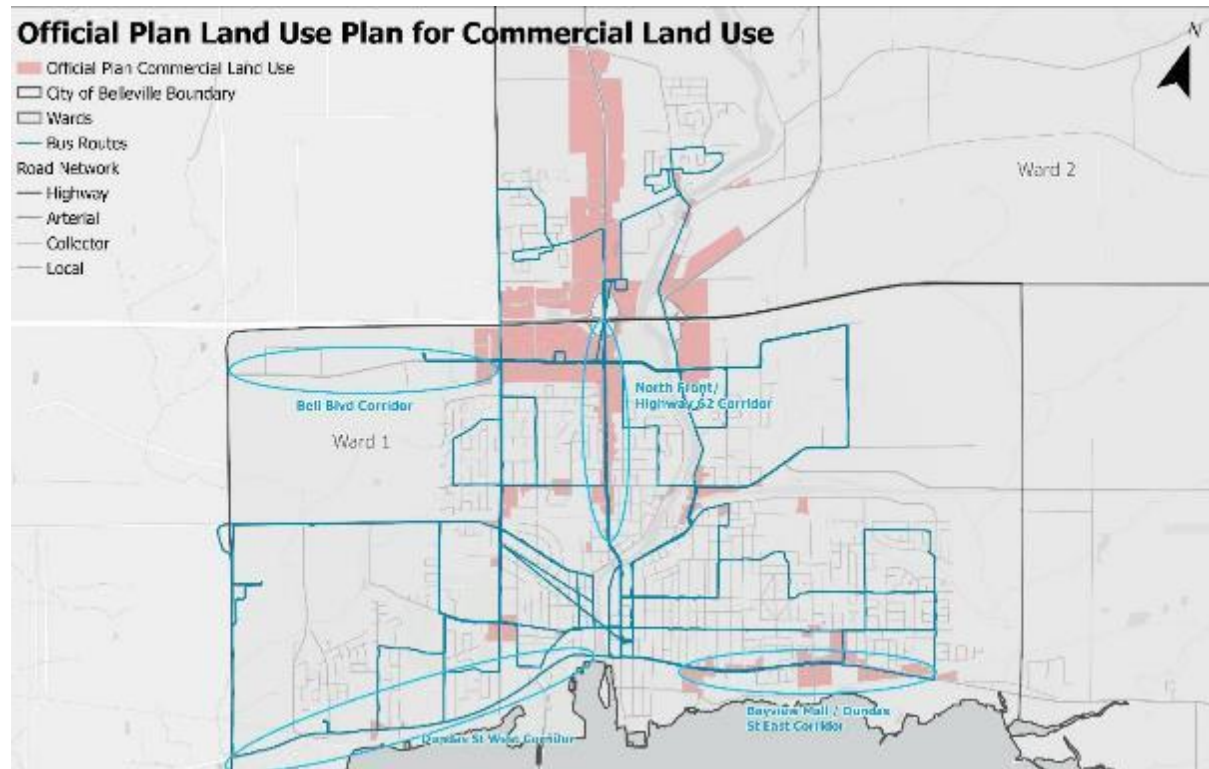 Official Plan Land Use Plan for Commercial Land Use
N
Official Plan Commercial Land Use
City of Belleville Boundary
Wards
Bus Routes
Road Network
Highway
Arterial
Collector
Local
Ward 2
North Front/
Highway 62 Corridor
Bell Blvd Corridor
Ward 1
Bayview Mall / Dundas
St East Corridor
Dundas St West Corridor